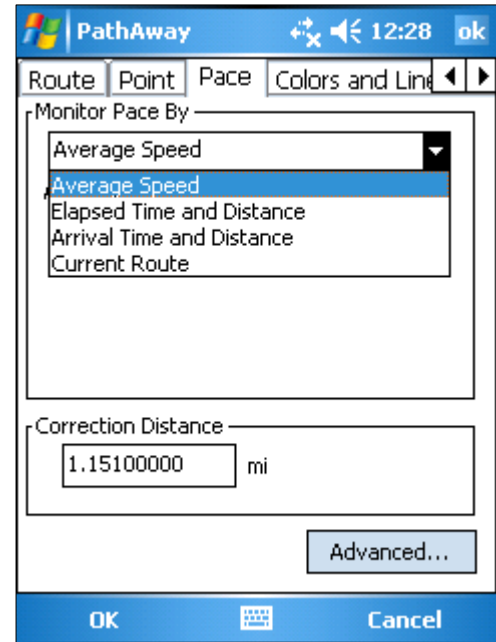 PathAway 12:28 ok
Route Point Pace Colors and Line
Monitor Pace By
Average Speed
Average Speed
Elapsed Time and Distance
Arrival Time and Distance
Current Route
Correction Distance
1.15100000 mi
Advanced...
OK Cancel